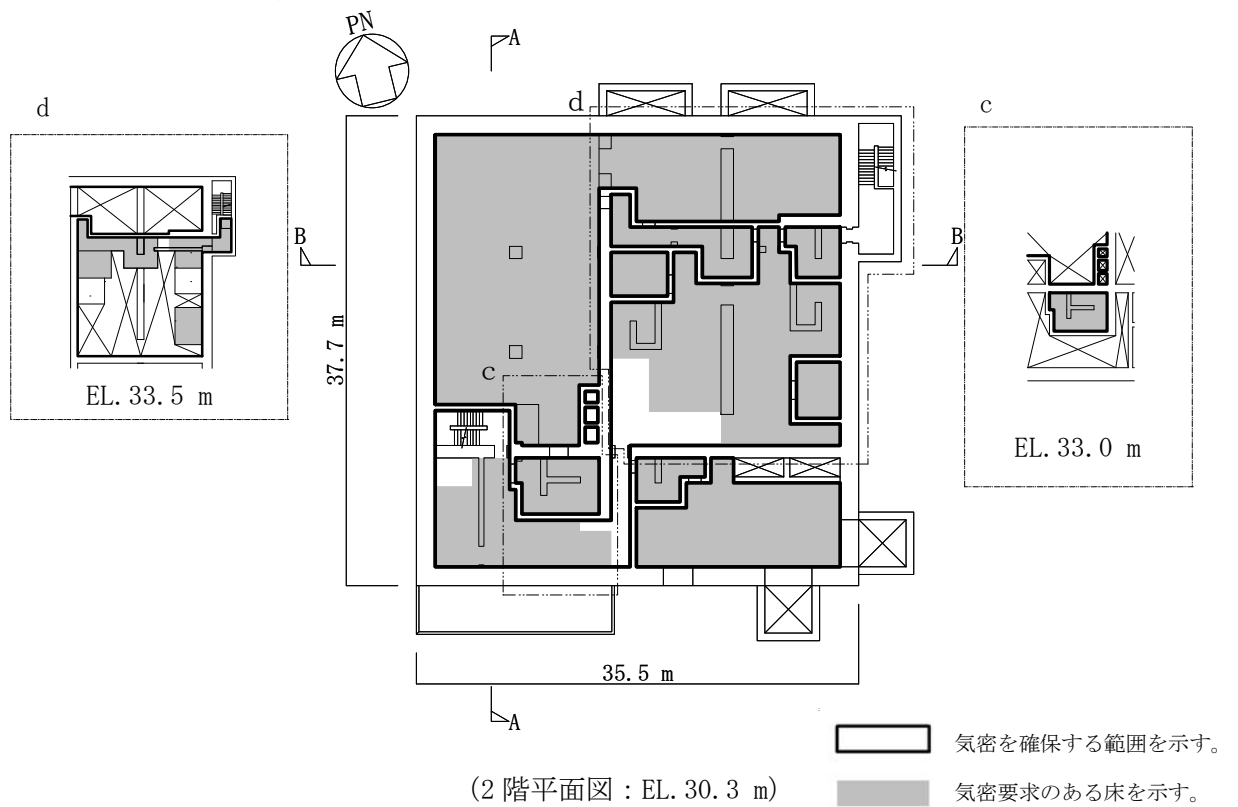 PN
A
d
c
d
B
B
37.7 m
c
EL.33.5 m
EL.33.0 m
35.5 m
A
気密を確保する範囲を示す。
(2 階平面図：EL.30.3 m)
気密要求のある床を示す。